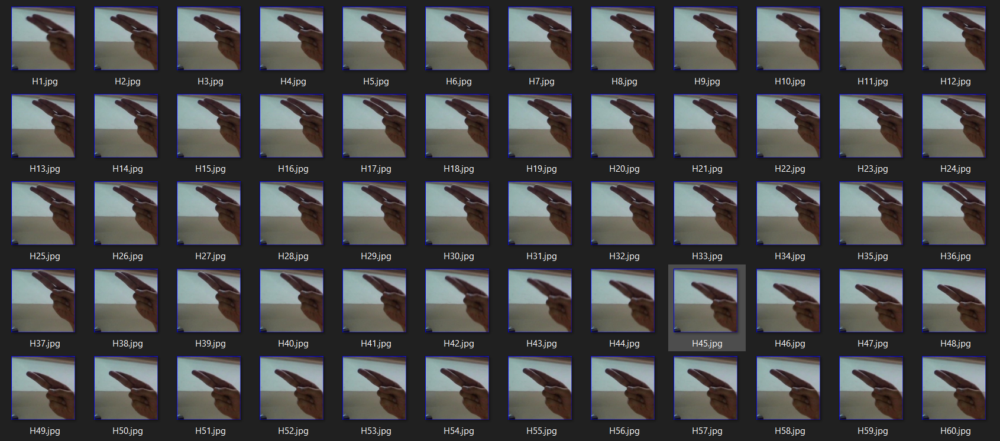 H1.jpg H2.jpg H3.jpg H4.jpg H5.jpg H6.jpg H7.jpg H8.jpg H9.jpg H10.jpg H11.jpg H12.jpg
H13.jpg H14.jpg H15.jpg H16.jpg H17.jpg H18.jpg H19.jpg H20.jpg H21.jpg H22.jpg H23.jpg H24.jpg
H25.jpg H26.jpg H27.jpg H28.jpg H29.jpg H30.jpg H31.jpg H32.jpg H33.jpg H34.jpg H35.jpg H36.jpg
H37.jpg H38.jpg H39.jpg H40.jpg H41.jpg H42.jpg H43.jpg H44.jpg H45.jpg H46.jpg H47.jpg H48.jpg
H49.jpg H50.jpg H51.jpg H52.jpg H53.jpg H54.jpg H55.jpg H56.jpg H57.jpg H58.jpg H59.jpg H60.jpg